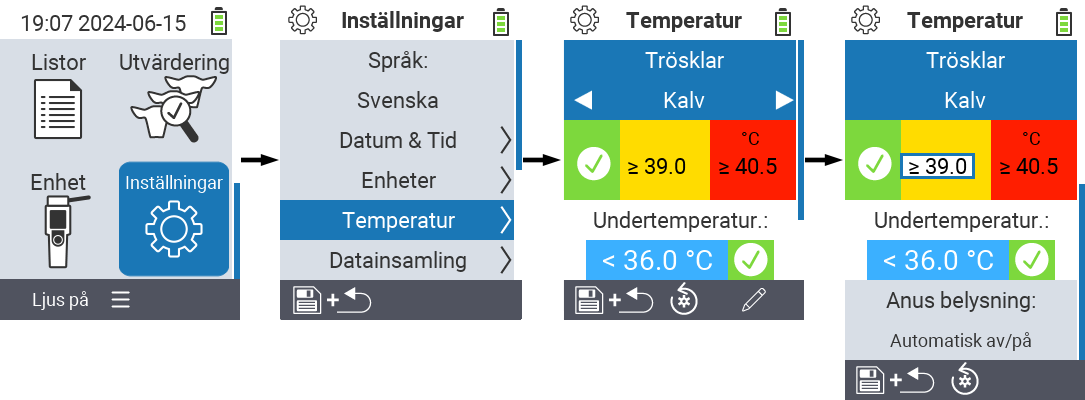 19:07 2024-06-15
Listor
Utvärdering
Enhet
Inställningar
Ljus på
Inställningar
Språk:
Svenska
Datum & Tid
Enheter
Temperatur
Datainsamling
+
Temperatur
Trösklar
Kalv
°C
≥ 39.0
≥ 40.5
Undertemperatur.:
< 36.0 °C
+
Temperatur
Trösklar
Kalv
°C
≥ 39.0
≥ 40.5
Undertemperatur.:
< 36.0 °C
Anus belysning:
Automatisk av/på
+